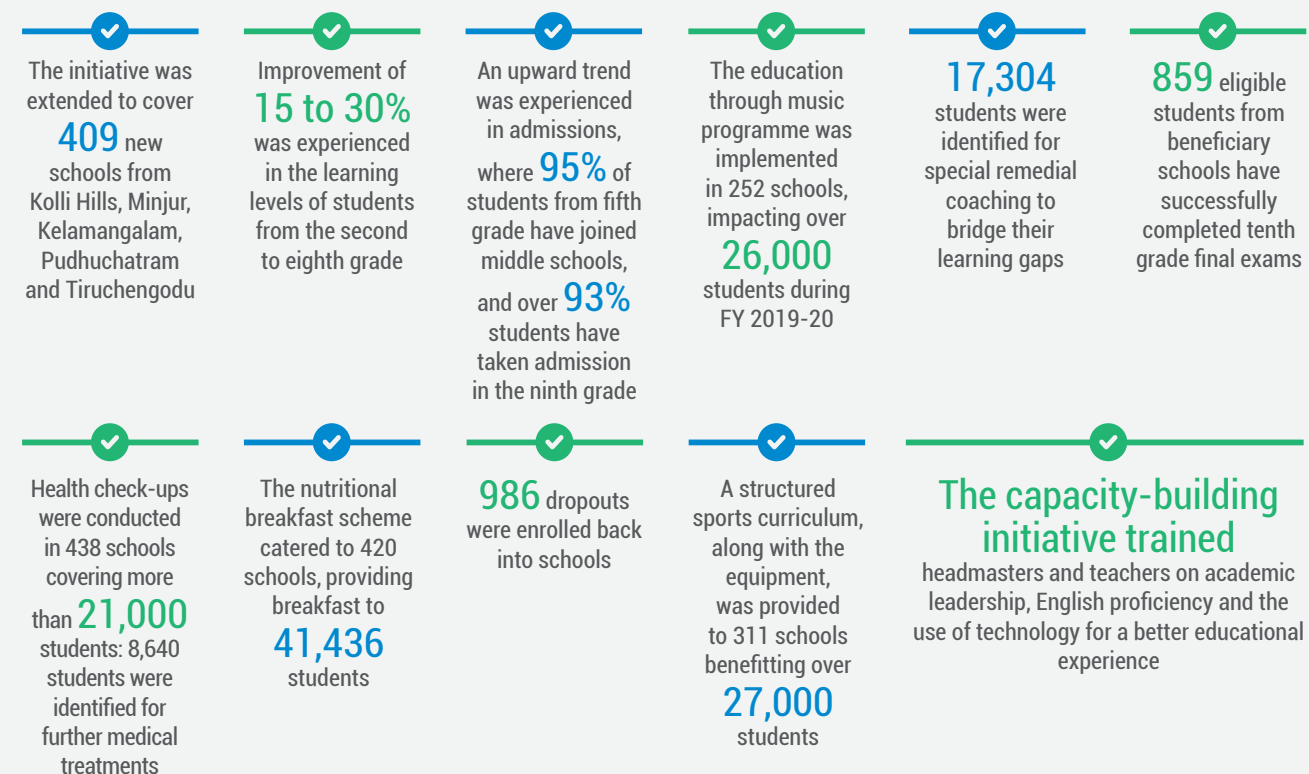 The initiative was
extended to cover
409 new
schools from
Kolli Hills, Minjur,
Kelamangalam,
Pudhuchatram
and Tiruchengodu
Improvement of
15 to 30%
was experienced
in the learning
levels of students
from the second
to eighth grade
An upward trend
was experienced
in admissions,
where 95% of
students from fifth
grade have joined
middle schools,
and over 93%
students have
taken admission
in the ninth grade
The education
through music
programme was
implemented
in 252 schools,
impacting over
26,000
students during
FY 2019-20
17,304
students were
identified for
special remedial
coaching to
bridge their
learning gaps
859 eligible
students from
beneficiary
schools have
successfully
completed tenth
grade final exams
Health check-ups
were conducted
in 438 schools
covering more
than 21,000
students: 8,640
students were
identified for
further medical
treatments
The nutritional
breakfast scheme
catered to 420
schools, providing
breakfast to
41,436
students
986 dropouts
were enrolled back
into schools
A structured
sports curriculum,
along with the
equipment,
was provided
to 311 schools
benefitting over
27,000
students
The capacity-building
initiative trained
headmasters and teachers on academic
leadership, English proficiency and the
use of technology for a better educational
experience